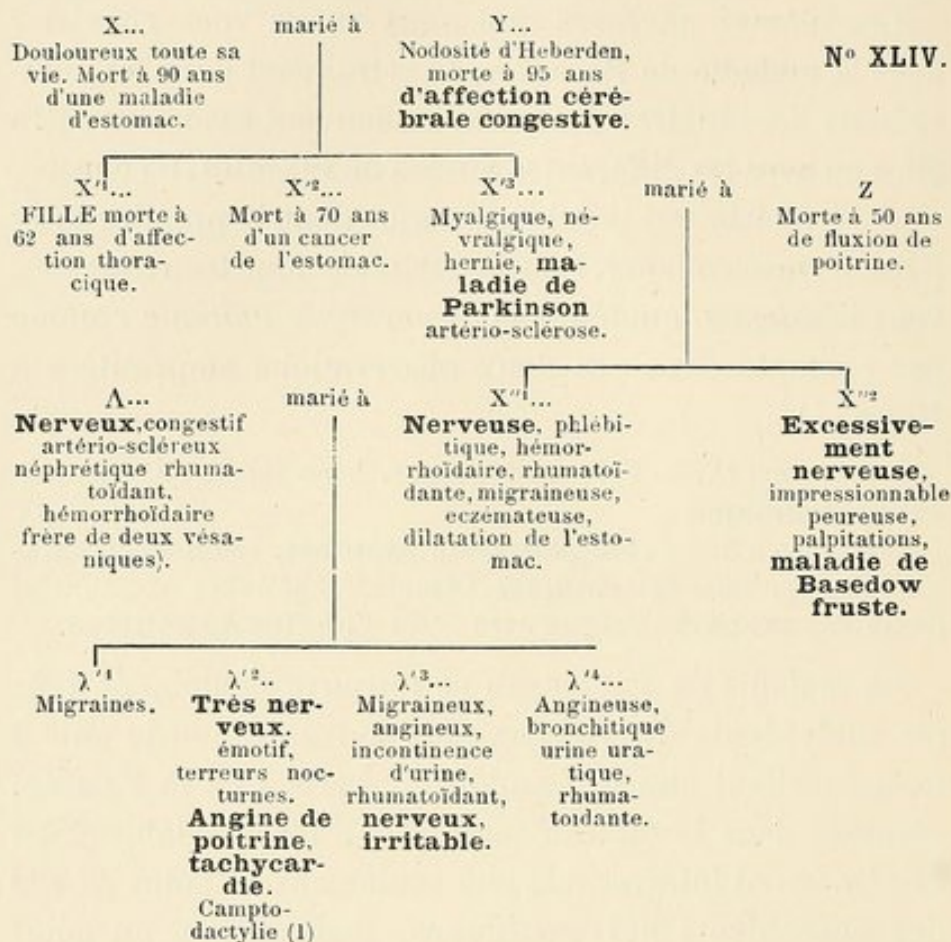 X... marié à Y...
Douloureux toute sa
vie. Mort à 90 ans
d'une maladie
d'estomac.
Nodosité d'Heberden,
morte à 95 ans
d'affection céré-
brale congestive.
Nº XLIV.
X'¹...
FILLE morte à
62 ans d'affec-
tion thora-
cique.
X'²...
Mort à 70 ans
d'un cancer
de l'estomac.
X'³... marié à Z
Myalgique, né-
vralgique,
hernie, ma-
ladie de
Parkinson
artério-sclérose.
Morte à 50 ans
de fluxion de
poitrine.
Λ... marié à X"¹...
Nerveux, congestif
artério-scléreux
néphrétique rhuma-
toïdant.
hémorrhoïdaire
frère de deux vésa-
niques).
Nerveuse, phlébi-
tique, hémor-
rhoïdaire, rhumatoï-
dante, migraineuse,
eczémateuse,
dilatation de l'esto-
mac.
X"²
Excessive-
ment
nerveuse,
impressionnable
peureuse,
palpitations,
maladie de
Basedow
fruste.
λ'¹
Migraines.
λ'²..
Très ner-
veux.
émotif,
terreurs noc-
turnes.
Angine de
poitrine,
tachycar-
die.
Campto-
dactylie (1)
λ'³...
Migraineux,
angineux,
incontinence
d'urine,
rhumatoïdant,
nerveux,
irritable.
λ'⁴...
Angineuse,
bronchitique
urine ura-
tique,
rhuma-
toïdante.